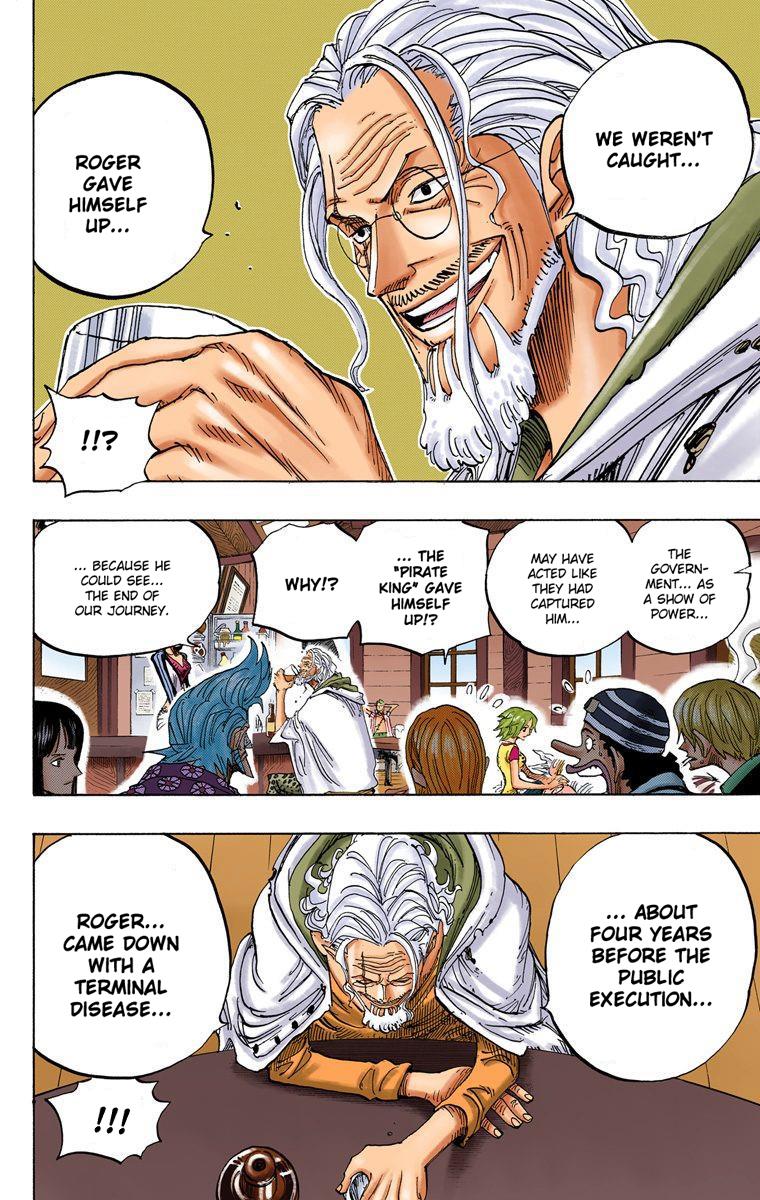 WE WEREN'T
CAUGHT...
ROGER
GAVE
HIMSELF
UP...
!!?
THE
GOVERN-
MENT... AS
A SHOW OF
POWER...
MAY HAVE
ACTED LIKE
THEY HAD
CAPTURED
HIM...
... THE
"PIRATE
KING" GAVE
HIMSELF
UP!?
WHY!?
... BECAUSE HE
COULD SEE...
THE END OF
OUR JOURNEY.
... ABOUT
FOUR YEARS
BEFORE THE
PUBLIC
EXECUTION...
ROGER...
CAME DOWN
WITH A
TERMINAL
DISEASE...
!!!